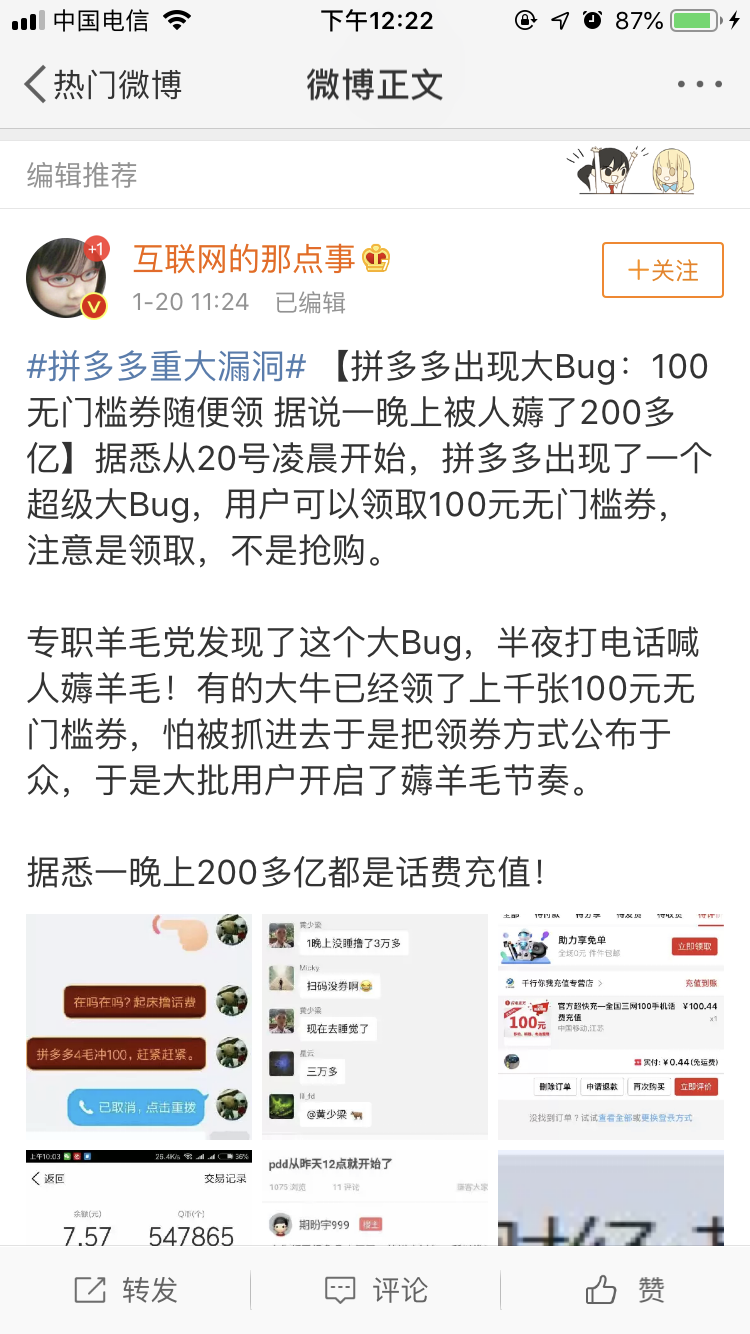 中国电信 下午12:22 87%
热门微博 微博正文
编辑推荐
互联网的那点事
+1
1-20 11:24 已编辑
+关注
#拼多多重大漏洞# 【拼多多出现大Bug：100
无门槛券随便领 据说一晚上被人薅了200多
亿】据悉从20号凌晨开始，拼多多出现了一个
超级大Bug，用户可以领取100元无门槛券，
注意是领取，不是抢购。
专职羊毛党发现了这个大Bug，半夜打电话喊
人薅羊毛！有的大牛已经领了上千张100元无
门槛券，怕被抓进去于是把领券方式公布于
众，于是大批用户开启了薅羊毛节奏。
据悉一晚上200多亿都是话费充值！
在吗在吗？起床撸话费
拼多多4毛冲100，赶紧赶紧。
已取消，点击重拨
黄少梁
1晚上没睡撸了3万多
Micky
扫码没券啊
黄少梁
现在去睡觉了
星云
三万多
lil_fd
@黄少梁
助力享免单
全场0元 件件包邮
立即领取
千行你我充值专营店 >
充值到账
官方超快充—全国三网100手机话
费充值
¥100.44
中国移动,江苏
x1
100元
实付: ¥0.44(免运费)
删除订单 申请退款 再次购买 立即评价
没找到订单？试试查看全部或更换登录方式
上午10:03 26.4K/s 36%
返回 交易记录
余额(元) Q币(个)
7.57 547865
pdd从昨天12点就开始了
1075 浏览 11 评论
期盼宇999 楼主
转发 评论 赞